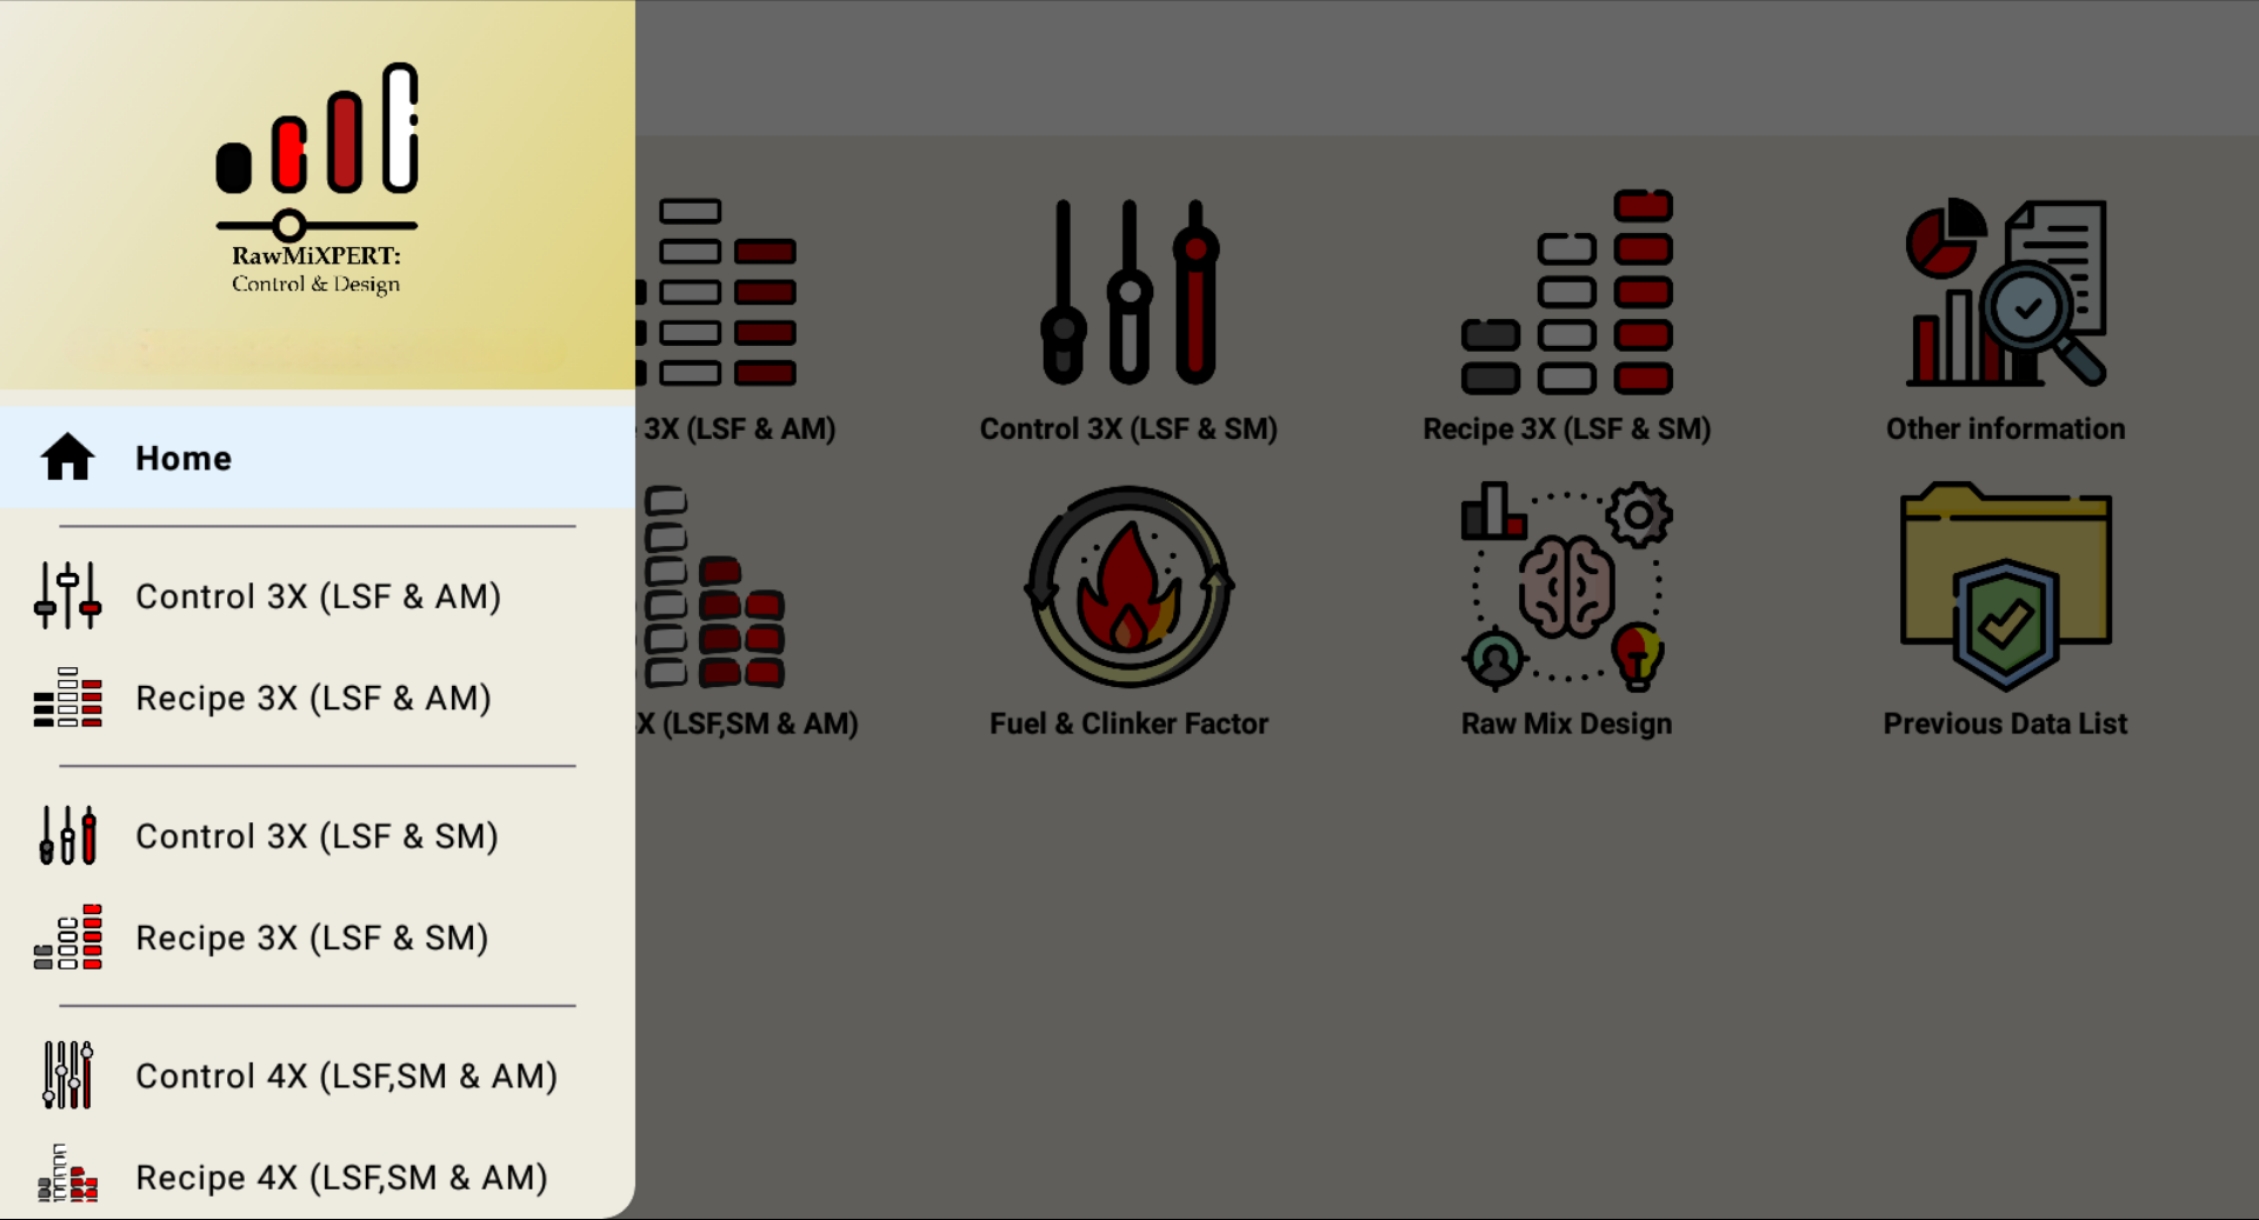 RawMiXPERT:
Control & Design
Home
Control 3X (LSF & AM)
Recipe 3X (LSF & AM)
Control 3X (LSF & SM)
Recipe 3X (LSF & SM)
Control 4X (LSF,SM & AM)
Recipe 4X (LSF,SM & AM)
3X (LSF & AM)
Control 3X (LSF & SM)
Recipe 3X (LSF & SM)
Other information
X (LSF,SM & AM)
Fuel & Clinker Factor
Raw Mix Design
Previous Data List